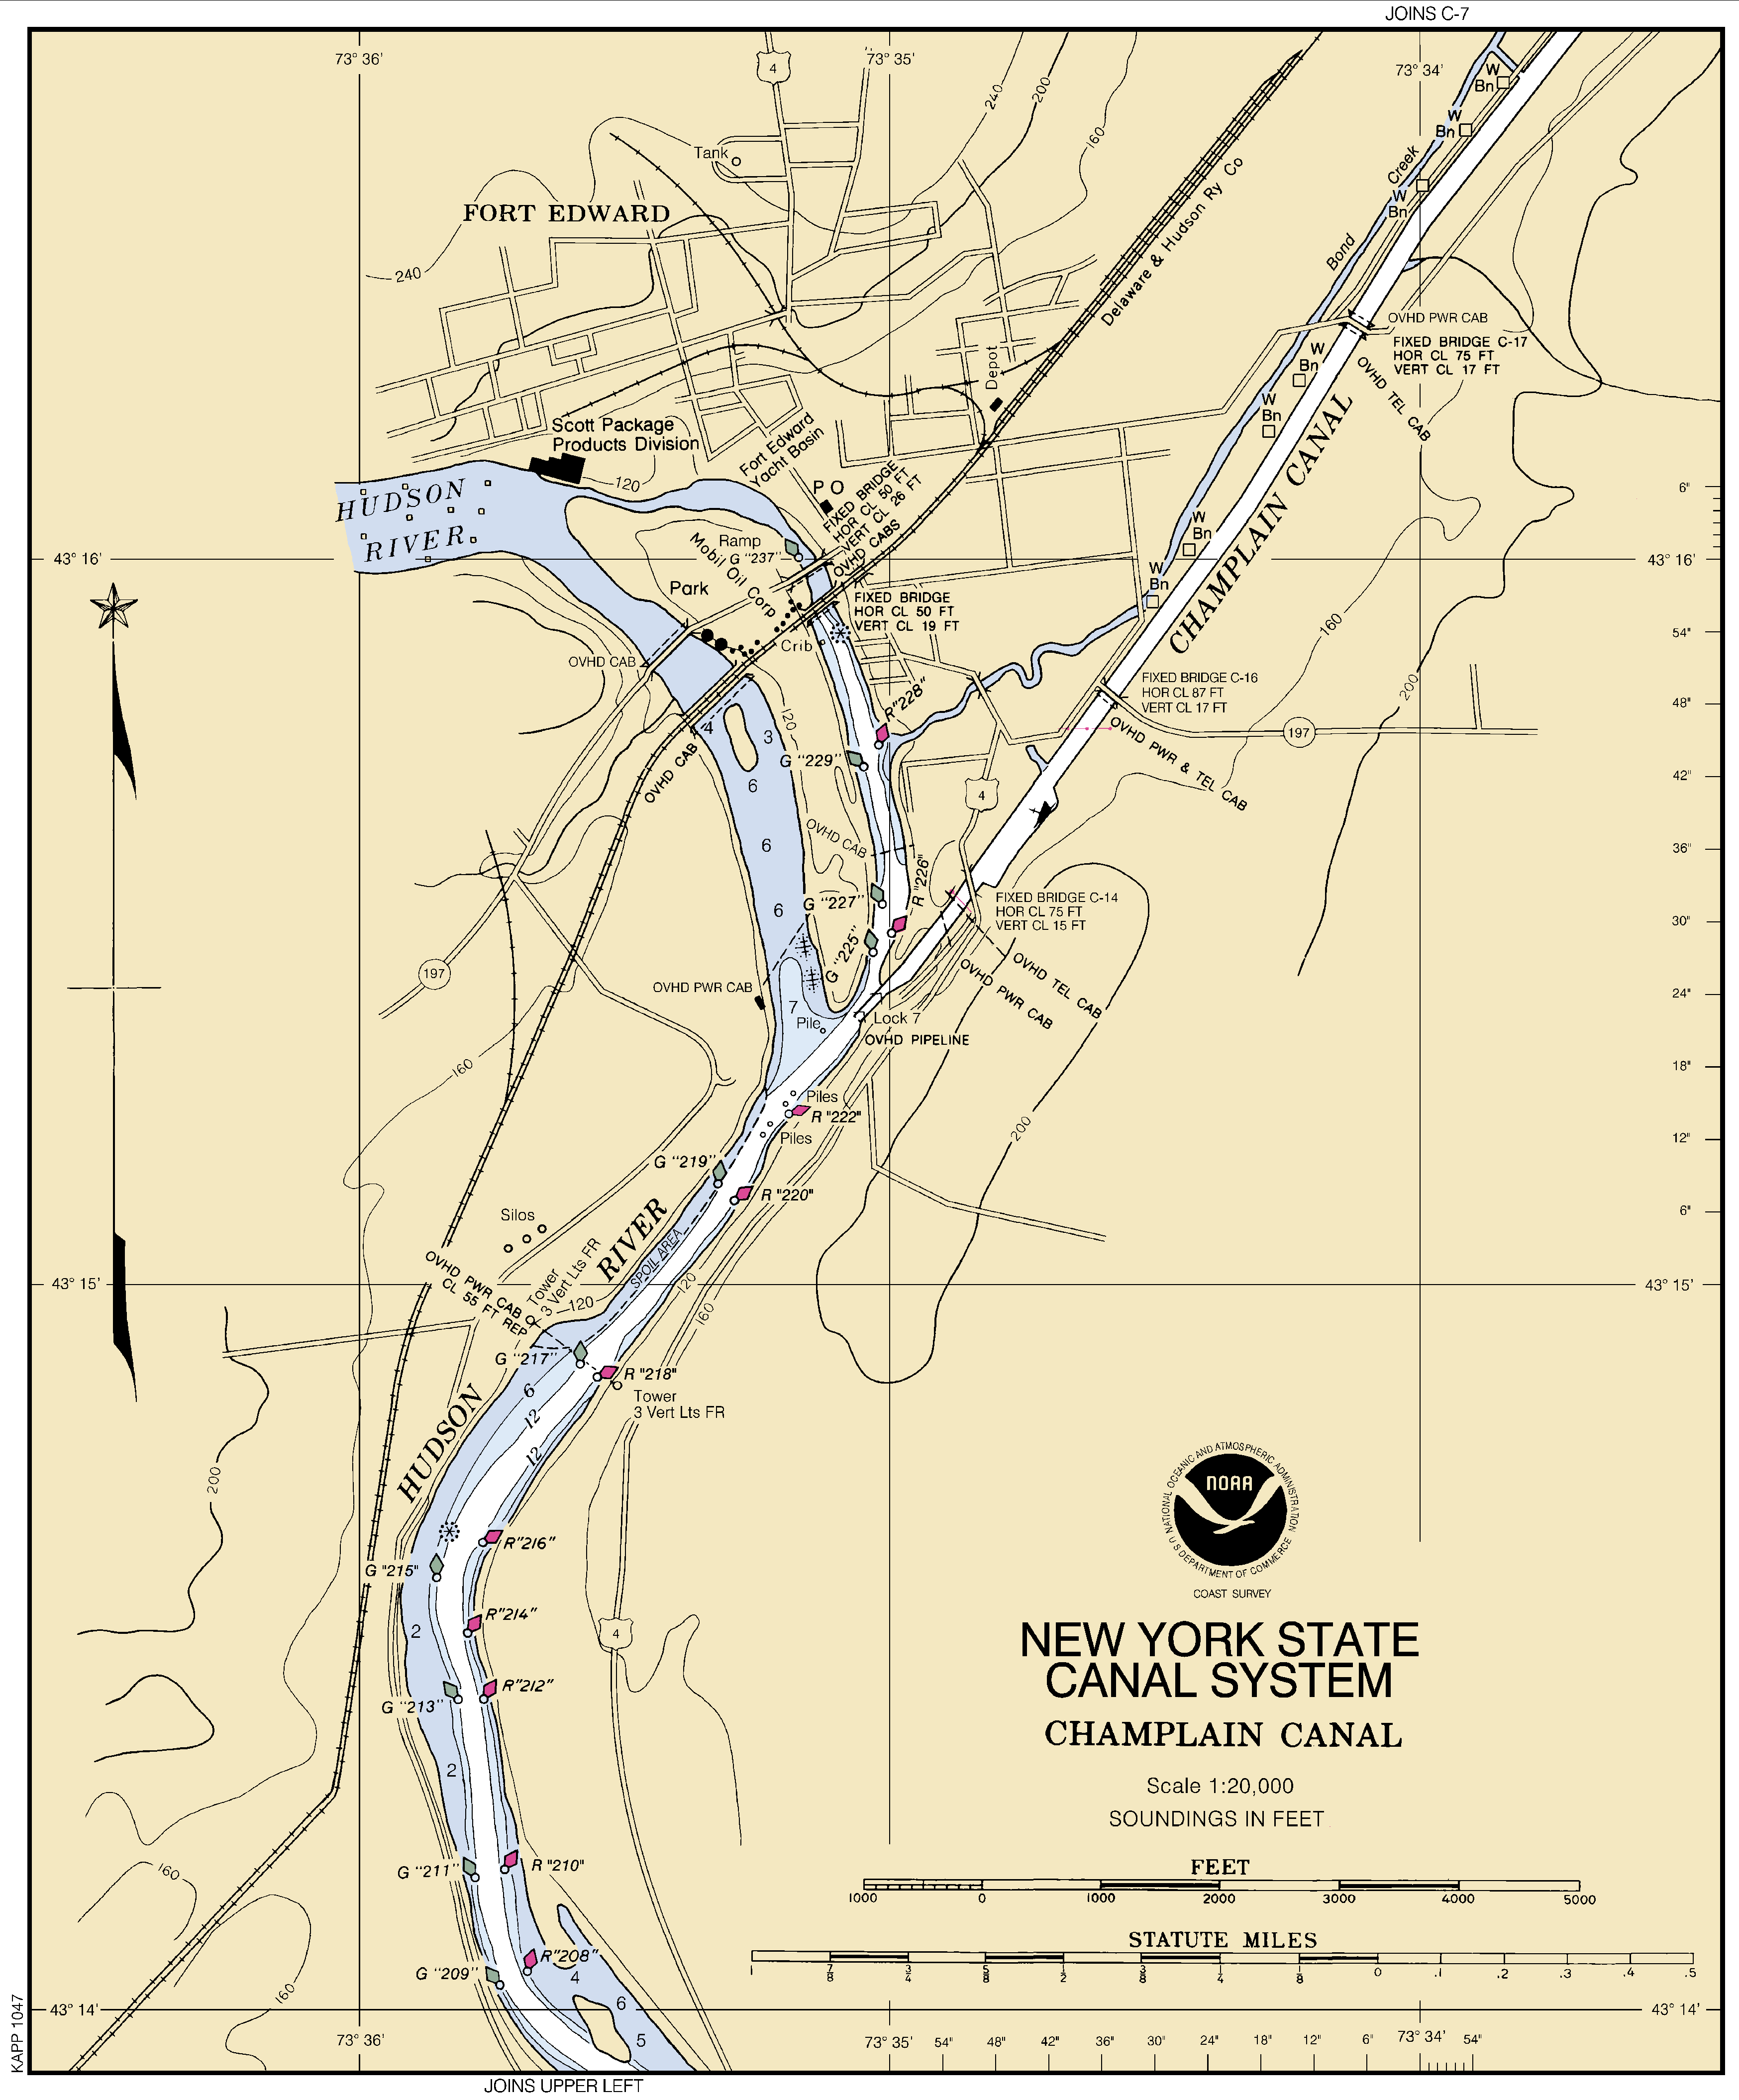 JOINS C-7
73° 36'
4
73° 35'
73° 34'
240
200
160
W
Bn
W
Bn
Tank
Creek
W
Bn
FORT EDWARD
Delaware & Hudson Ry Co
Bond
240
OVHD PWR CAB
FIXED BRIDGE C-17
HOR CL 75 FT
VERT CL 17 FT
OVHD TEL CAB
W
Bn
Depot
W
Bn
Scott Package
Products Division
120
Fort Edward
Yacht Basin
P O
FIXED BRIDGE
HOR CL 50 FT
VERT CL 26 FT
OVHD CABS
CHAMPLAIN CANAL
6"
HUDSON
RIVER
W
Bn
Ramp
G "237"
Mobil Oil Corp
43° 16'
43° 16'
W
Bn
Park
FIXED BRIDGE
HOR CL 50 FT
VERT CL 19 FT
160
54"
Crib
OVHD CAB
FIXED BRIDGE C-16
HOR CL 87 FT
VERT CL 17 FT
200
48"
R"228"
120
4
3
197
OVHD PWR & TEL CAB
G "229"
OVHD CAB
6
4
42"
OVHD CAB
6
36"
R "226"
G "227"
6
FIXED BRIDGE C-14
HOR CL 75 FT
VERT CL 15 FT
30"
G "225"
197
OVHD TEL CAB
OVHD PWR CAB
OVHD PWR CAB
24"
7
Pile
Lock 7
OVHD PIPELINE
160
18"
Piles
R "222"
200
12"
Piles
G "219"
R "220"
6"
Silos
RIVER
SPOIL AREA
OVHD PWR CAB
CL 55 FT REP
Tower
3 Vert Lts FR
120
120
160
43° 15'
43° 15'
G "217"
R "218"
Tower
3 Vert Lts FR
6
12
12
HUDSON
200
NATIONAL OCEANIC AND ATMOSPHERIC ADMINISTRATION
NOAA
U S DEPARTMENT OF COMMERCE
COAST SURVEY
R"216"
G "215"
R"214"
2
4
R"212"
G "213"
NEW YORK STATE
CANAL SYSTEM
CHAMPLAIN CANAL
2
Scale 1:20,000
SOUNDINGS IN FEET
G "211"
R "210"
160
FEET
1000 0 1000 2000 3000 4000 5000
STATUTE MILES
1 7/8 3/4 5/8 1/2 3/8 1/4 1/8 0 .1 .2 .3 .4 .5
R"208"
G "209"
4
160
6
5
43° 14'
43° 14'
73° 36'
73° 35' 54" 48" 42" 36" 30" 24" 18" 12" 6" 73° 34' 54"
KAPP 1047
JOINS UPPER LEFT